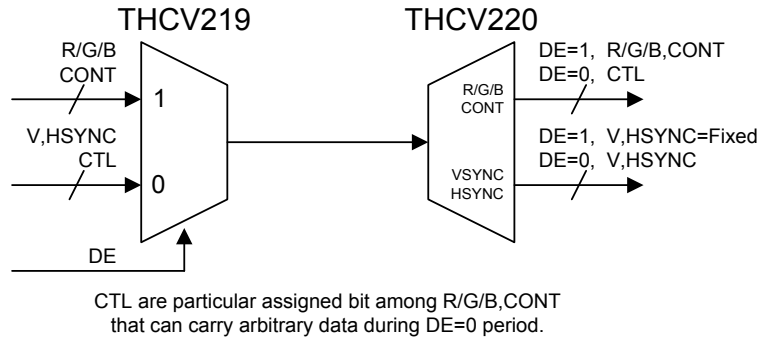 THCV219
THCV220
R/G/B
CONT
1
V,HSYNC
CTL
0
DE
R/G/B
CONT
VSYNC
HSYNC
DE=1, R/G/B,CONT
DE=0, CTL
DE=1, V,HSYNC=Fixed
DE=0, V,HSYNC
CTL are particular assigned bit among R/G/B,CONT
that can carry arbitrary data during DE=0 period.